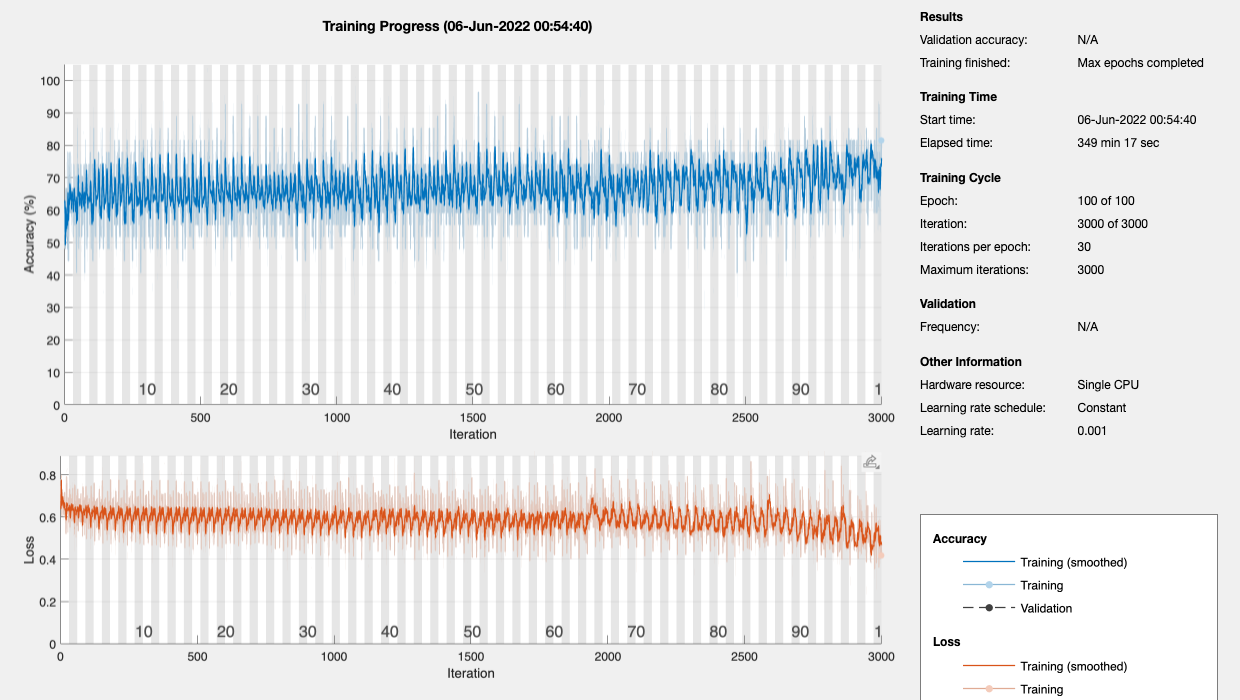 Training Progress (06-Jun-2022 00:54:40)
100
90
80
70
60
50
40
30
20
10
0
Accuracy (%)
10 20 30 40 50 60 70 80 90 1
0 500 1000 1500 2000 2500 3000
Iteration
0.8
0.6
0.4
0.2
0
Loss
10 20 30 40 50 60 70 80 90 1
0 500 1000 1500 2000 2500 3000
Iteration
Results
Validation accuracy: N/A
Training finished: Max epochs completed
Training Time
Start time: 06-Jun-2022 00:54:40
Elapsed time: 349 min 17 sec
Training Cycle
Epoch: 100 of 100
Iteration: 3000 of 3000
Iterations per epoch: 30
Maximum iterations: 3000
Validation
Frequency: N/A
Other Information
Hardware resource: Single CPU
Learning rate schedule: Constant
Learning rate: 0.001
Accuracy
Training (smoothed)
Training
Validation
Loss
Training (smoothed)
Training